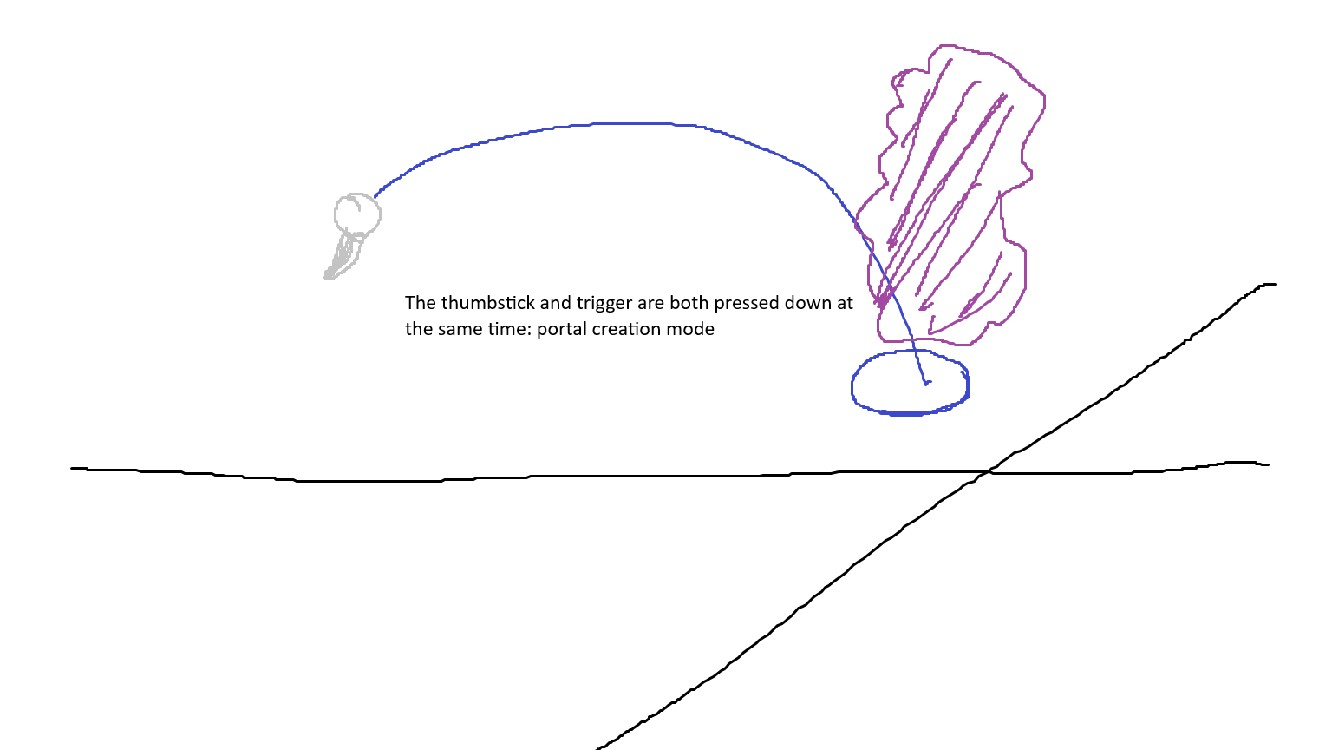 The thumbstick and trigger are both pressed down at
the same time: portal creation mode